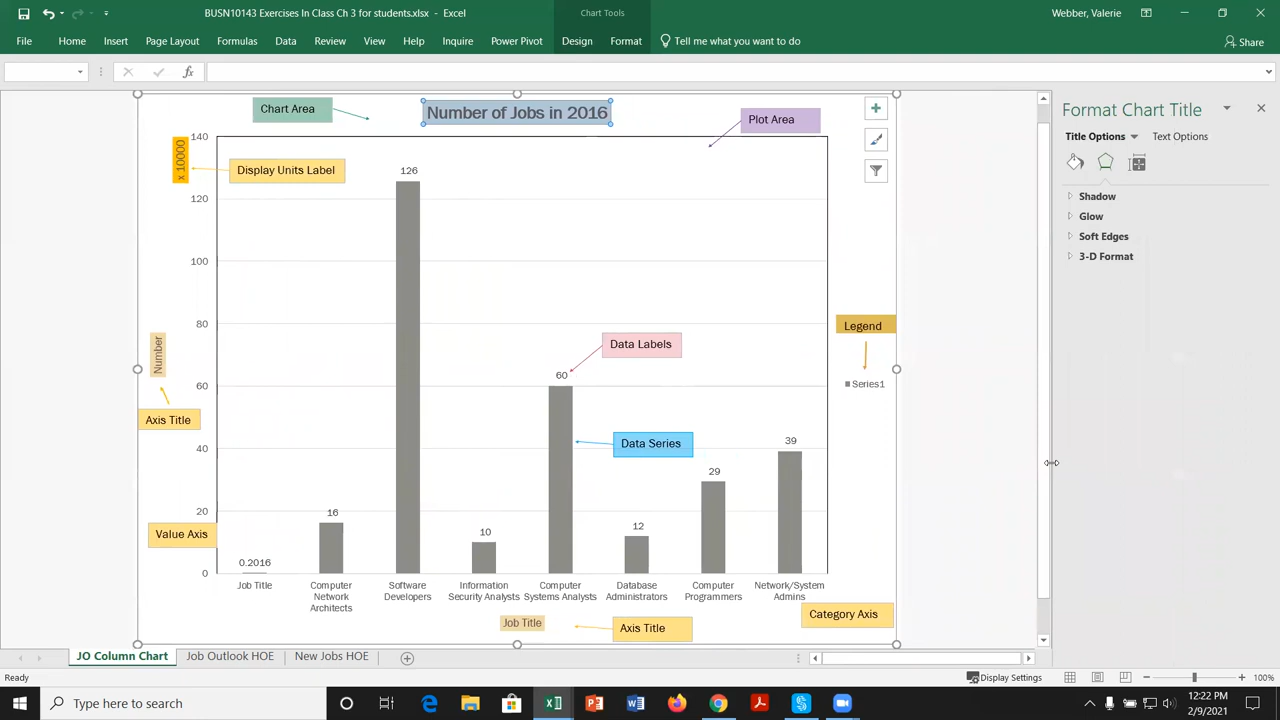 BUSN10143 Exercises In Class Ch 3 for students.xlsx - Excel
Chart Tools
Webber, Valerie
File Home Insert Page Layout Formulas Data Review View Help Inquire Power Pivot Design Format Tell me what you want to do Share
fx
Format Chart Title
Title Options Text Options
Shadow
Glow
Soft Edges
3-D Format
Chart Area
Number of Jobs in 2016
Plot Area
140
x 10000
Display Units Label
126
120
100
80
Legend
Data Labels
Number
60
60
Series1
Axis Title
Data Series
39
40
29
20
16
12
10
Value Axis
0.2016
0
Job Title
Computer
Network
Architects
Software
Developers
Information
Security Analysts
Computer
Systems Analysts
Database
Administrators
Computer
Programmers
Network/System
Admins
Category Axis
Job Title
Axis Title
JO Column Chart Job Outlook HOE New Jobs HOE
Ready
Display Settings
100%
Type here to search
12:22 PM
2/9/2021